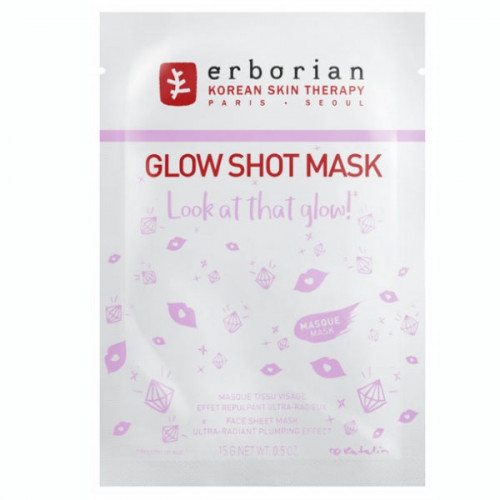 erborian
KOREAN SKIN THERAPY
PARIS · SEOUL
GLOW SHOT MASK
Look at that glow!
MASQUE
MASK
MASQUE TISSU VISAGE
EFFET REPULPANT ULTRA-RADIEUX
FACE SHEET MASK
ULTRA-RADIANT PLUMPING EFFECT
15 G NET WT. 0.5 OZ.